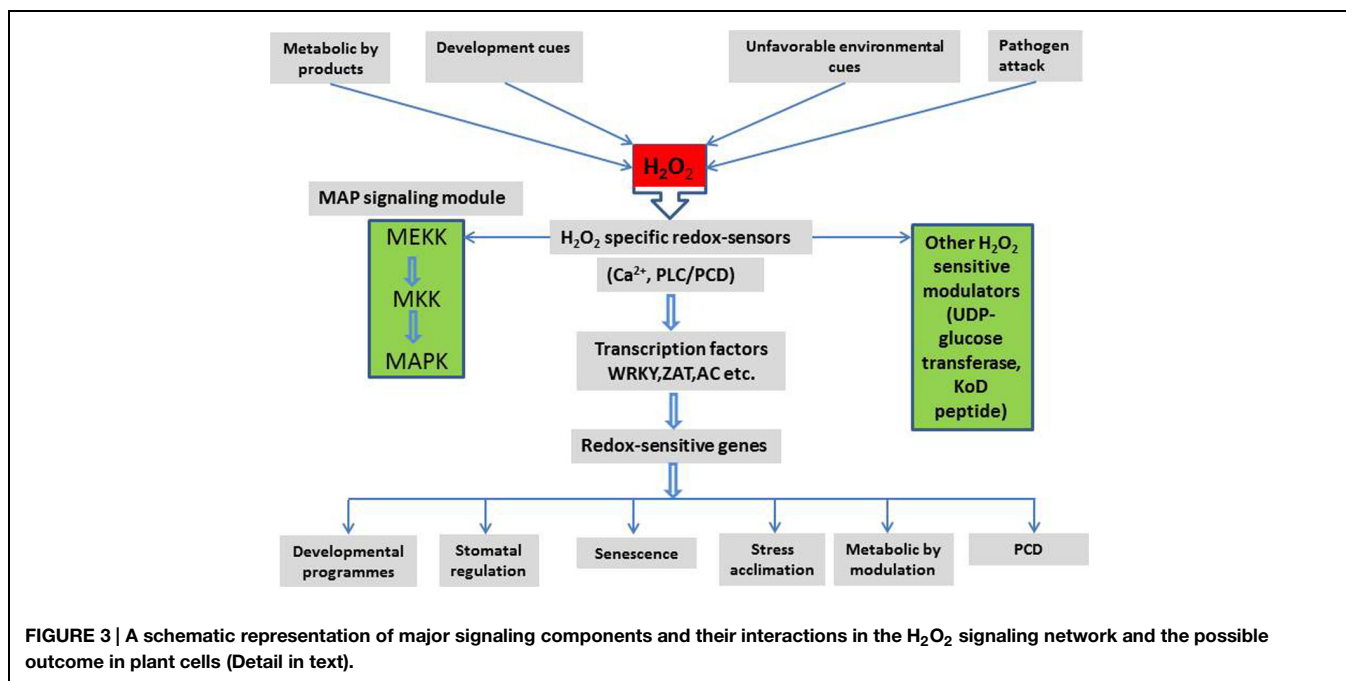 Metabolic by
products
Development cues
Unfavorable environmental
cues
Pathogen
attack
H₂O₂
MAP signaling module
MEKK
MKK
MAPK
H₂O₂ specific redox-sensors
(Ca²⁺, PLC/PCD)
Transcription factors
WRKY,ZAT,AC etc.
Redox-sensitive genes
Other H₂O₂
sensitive
modulators
(UDP-
glucose
transferase,
KoD
peptide)
Developmental
programmes
Stomatal
regulation
Senescence
Stress
acclimation
Metabolic by
modulation
PCD
FIGURE 3 | A schematic representation of major signaling components and their interactions in the H₂O₂ signaling network and the possible
outcome in plant cells (Detail in text).